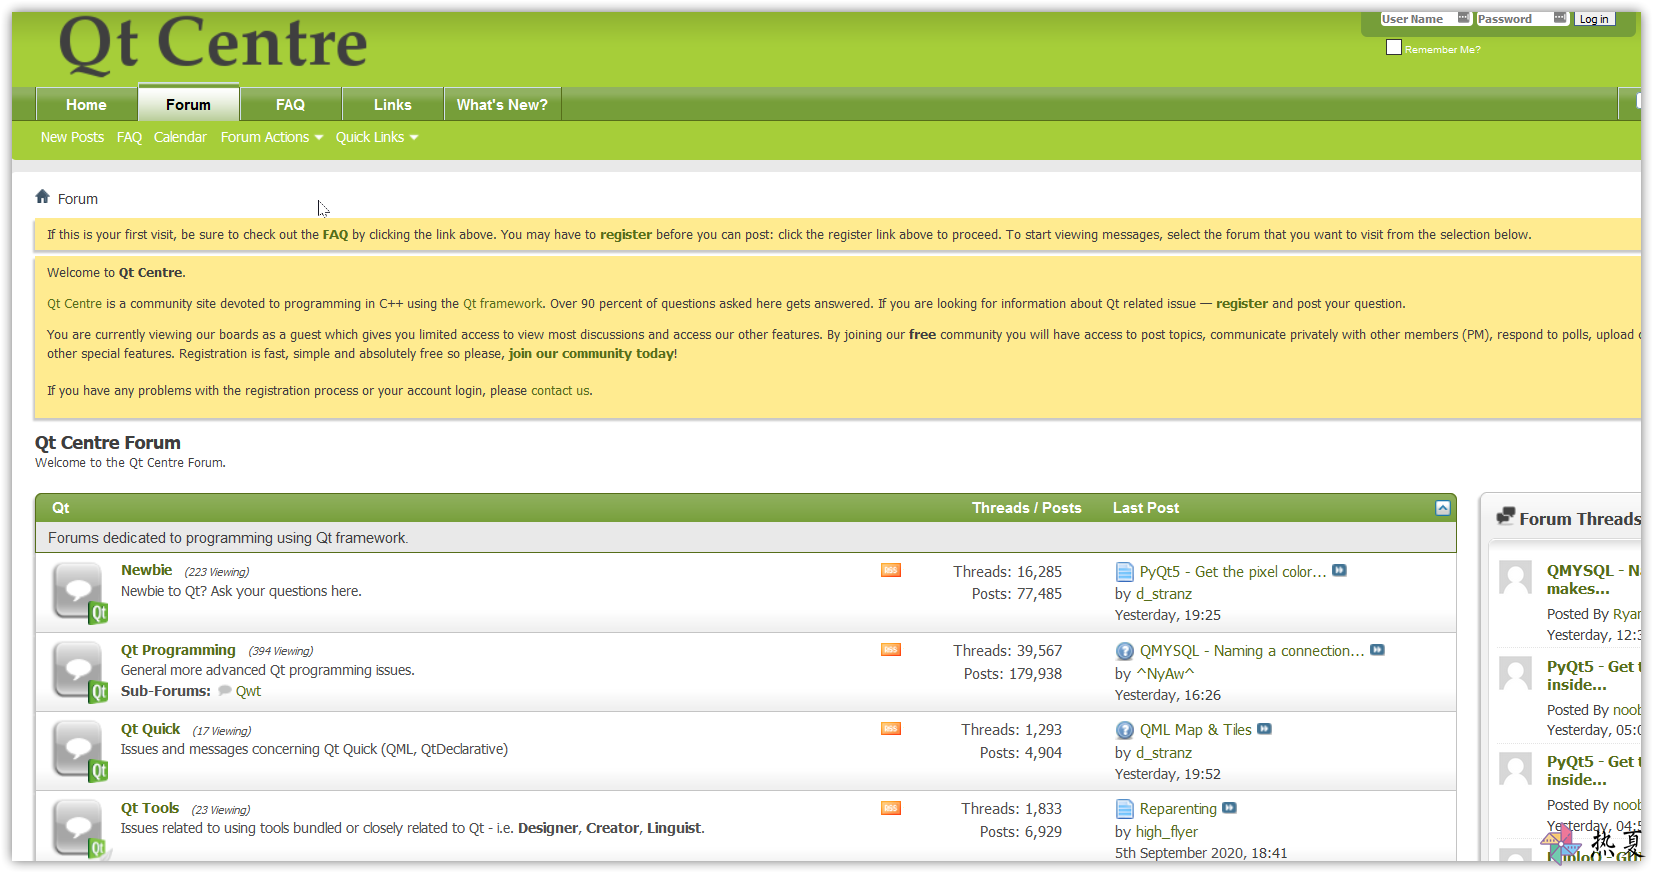 Qt Centre
User Name
Password
Log in
Remember Me?
Home
Forum
FAQ
Links
What's New?
New Posts
FAQ
Calendar
Forum Actions
Quick Links
Forum
If this is your first visit, be sure to check out the FAQ by clicking the link above. You may have to register before you can post: click the register link above to proceed. To start viewing messages, select the forum that you want to visit from the selection below.
Welcome to Qt Centre.
Qt Centre is a community site devoted to programming in C++ using the Qt framework. Over 90 percent of questions asked here gets answered. If you are looking for information about Qt related issue — register and post your question.
You are currently viewing our boards as a guest which gives you limited access to view most discussions and access our other features. By joining our free community you will have access to post topics, communicate privately with other members (PM), respond to polls, upload
other special features. Registration is fast, simple and absolutely free so please, join our community today!
If you have any problems with the registration process or your account login, please contact us.
Qt Centre Forum
Welcome to the Qt Centre Forum.
Qt
Threads / Posts
Last Post
Forums dedicated to programming using Qt framework.
Newbie (223 Viewing)
Newbie to Qt? Ask your questions here.
RSS
Threads: 16,285
Posts: 77,485
PyQt5 - Get the pixel color...
by d_stranz
Yesterday, 19:25
Qt
Qt Programming (394 Viewing)
General more advanced Qt programming issues.
Sub-Forums: Qwt
RSS
Threads: 39,567
Posts: 179,938
QMYSQL - Naming a connection...
by ^NyAw^
Yesterday, 16:26
Qt
Qt Quick (17 Viewing)
Issues and messages concerning Qt Quick (QML, QtDeclarative)
RSS
Threads: 1,293
Posts: 4,904
QML Map & Tiles
by d_stranz
Yesterday, 19:52
Qt
Qt Tools (23 Viewing)
Issues related to using tools bundled or closely related to Qt - i.e. Designer, Creator, Linguist.
RSS
Threads: 1,833
Posts: 6,929
Reparenting
by high_flyer
5th September 2020, 18:41
Qt
Forum Threads
QMYSQL - Na
makes...
Posted By Ryan
Yesterday, 12:3
PyQt5 - Get t
inside...
Posted By noob
Yesterday, 05:0
PyQt5 - Get t
inside...
Posted By noob
Yesterday, 04:5
热夏